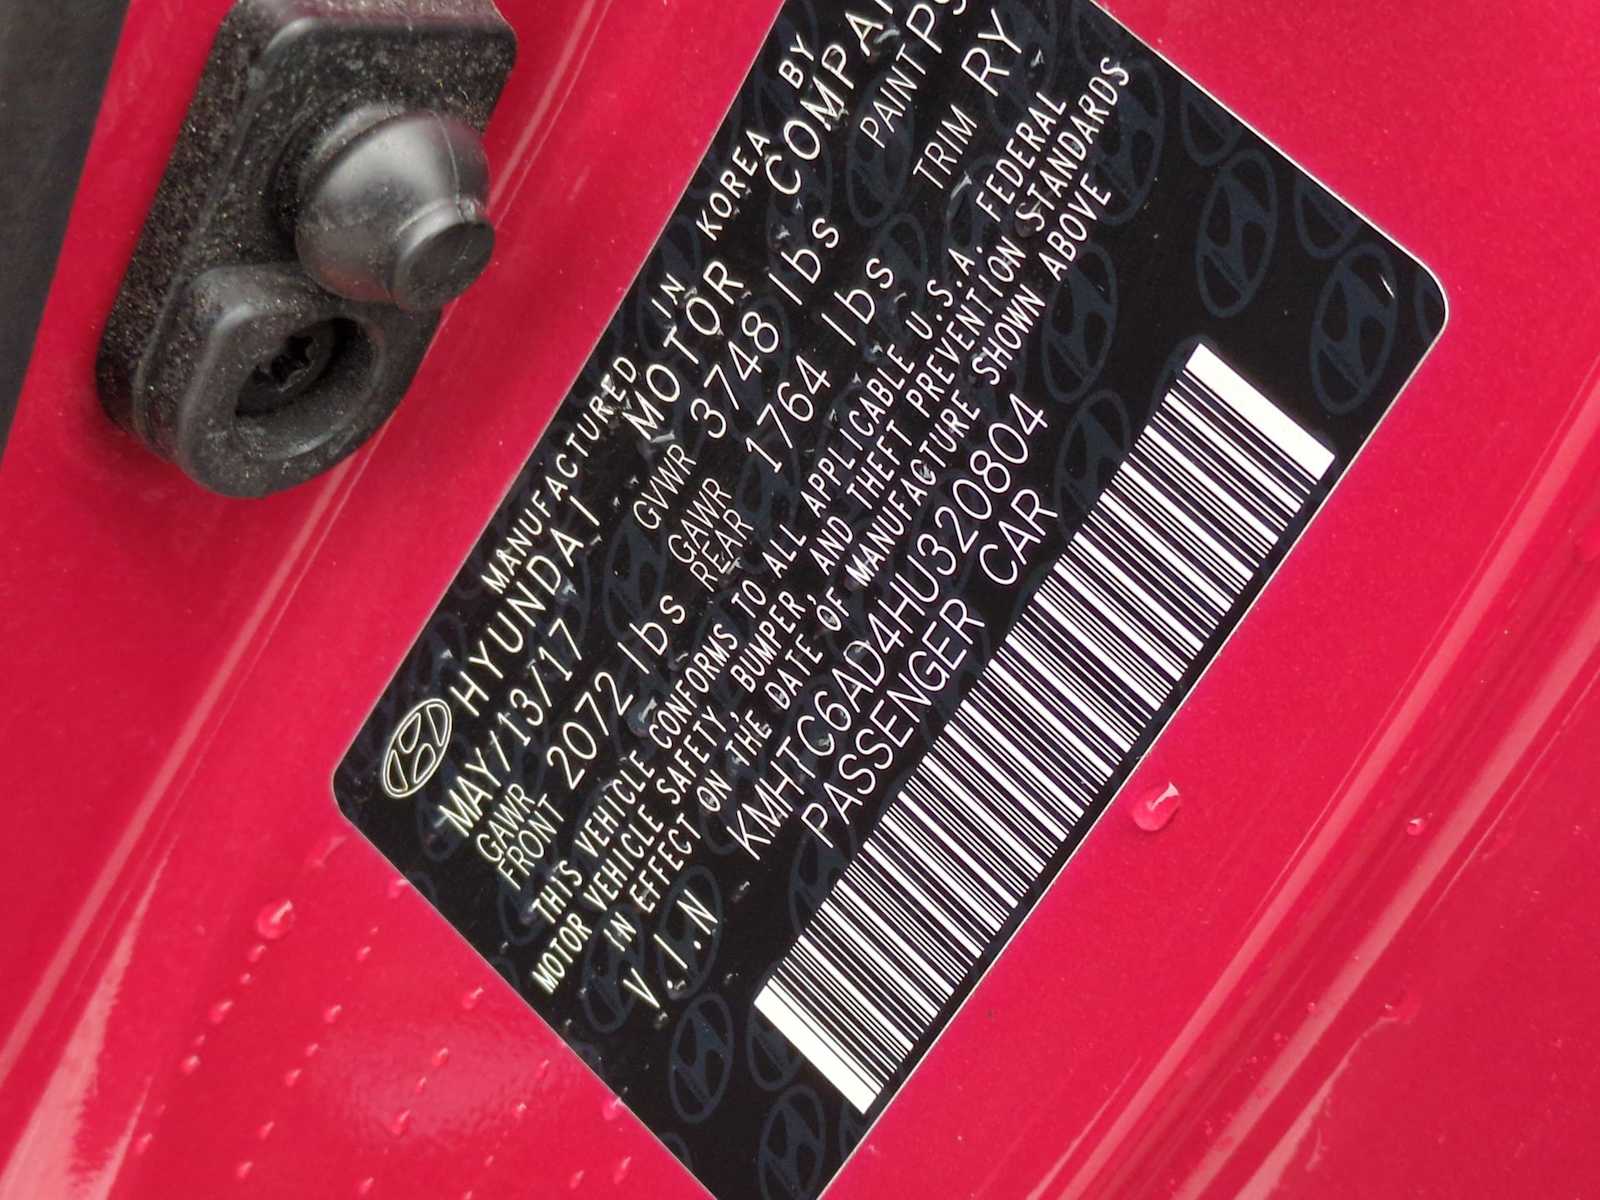 MANUFACTURED IN KOREA BY
HYUNDAI MOTOR
MAY/13/17 GVWR 3748 lbs PAINT
GAWR FRONT 2072 lbs GAWR REAR 1764 lbs TRIM RY
THIS VEHICLE CONFORMS TO ALL APPLICABLE U.S.A. FEDERAL
MOTOR VEHICLE SAFETY, BUMPER, AND THEFT PREVENTION STANDARDS
IN EFFECT ON THE DATE OF MANUFACTURE SHOWN ABOVE
V.I.N KMHTC6AD4HU320804
PASSENGER CAR